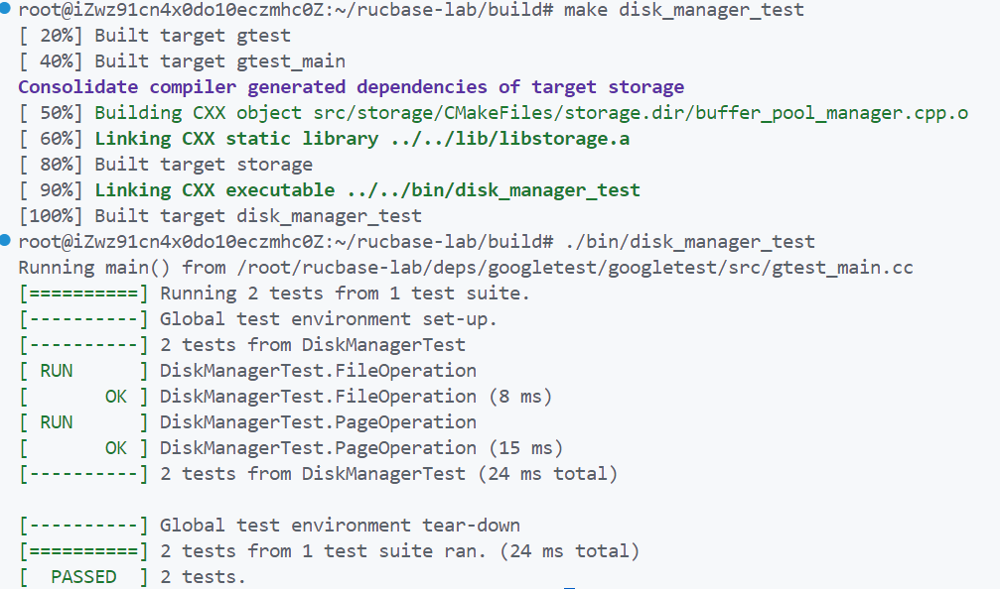 root@iZwz91cn4x0do10eczmhc0Z:~/rucbase-lab/build# make disk_manager_test
[ 20%] Built target gtest
[ 40%] Built target gtest_main
Consolidate compiler generated dependencies of target storage
[ 50%] Building CXX object src/storage/CMakeFiles/storage.dir/buffer_pool_manager.cpp.o
[ 60%] Linking CXX static library ../../lib/libstorage.a
[ 80%] Built target storage
[ 90%] Linking CXX executable ../../bin/disk_manager_test
[100%] Built target disk_manager_test
root@iZwz91cn4x0do10eczmhc0Z:~/rucbase-lab/build# ./bin/disk_manager_test
Running main() from /root/rucbase-lab/deps/googletest/googletest/src/gtest_main.cc
[==========] Running 2 tests from 1 test suite.
[----------] Global test environment set-up.
[----------] 2 tests from DiskManagerTest
[ RUN      ] DiskManagerTest.FileOperation
[       OK ] DiskManagerTest.FileOperation (8 ms)
[ RUN      ] DiskManagerTest.PageOperation
[       OK ] DiskManagerTest.PageOperation (15 ms)
[----------] 2 tests from DiskManagerTest (24 ms total)

[----------] Global test environment tear-down
[==========] 2 tests from 1 test suite ran. (24 ms total)
[  PASSED  ] 2 tests.